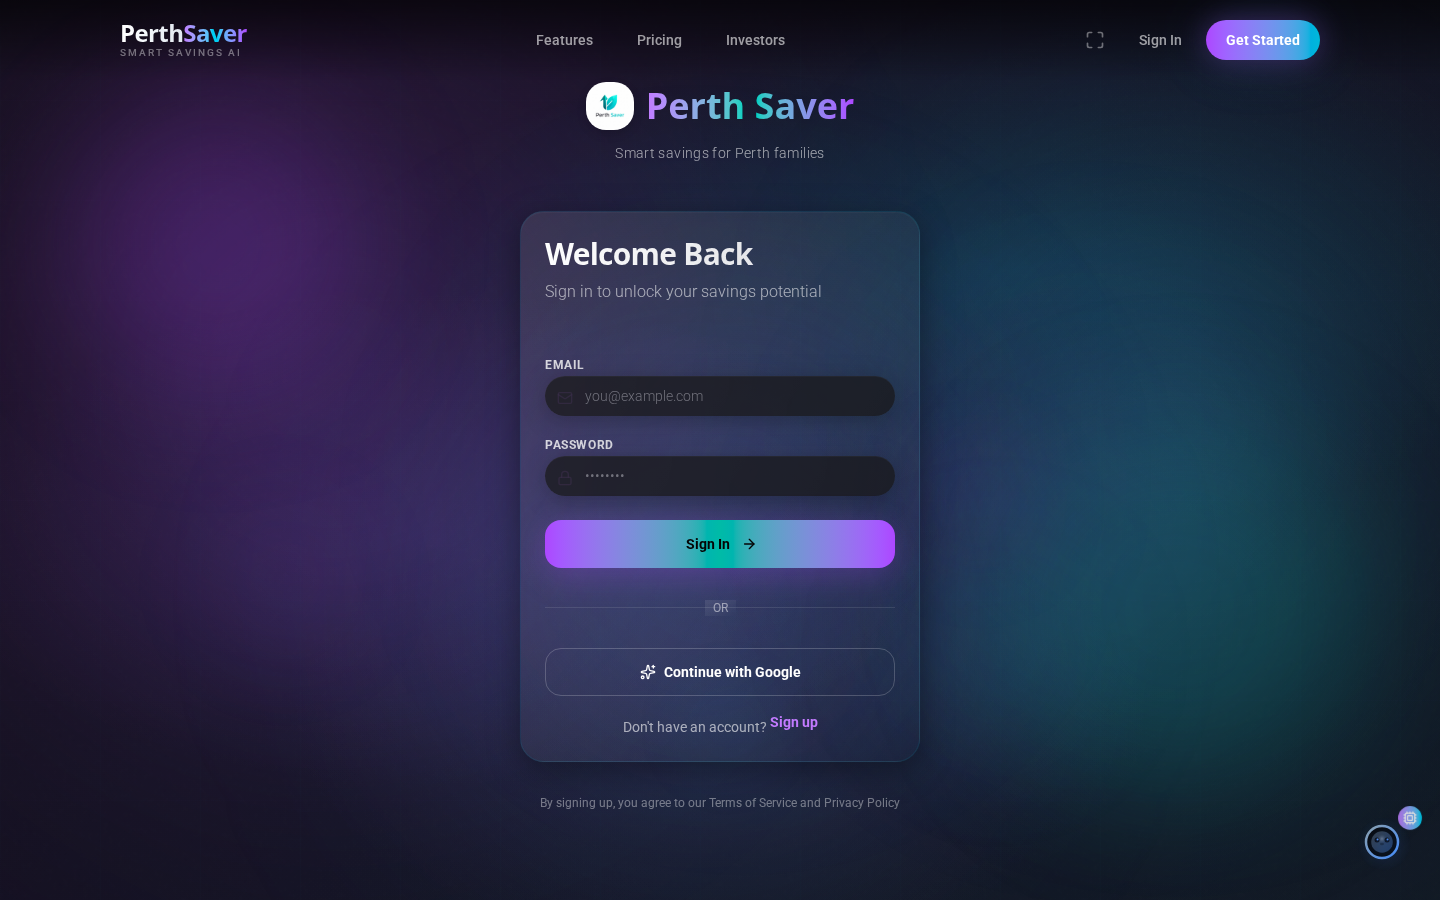 PerthSaver
SMART SAVINGS AI
Features
Pricing
Investors
Sign In
Get Started
Perth Saver
Perth Saver
Smart savings for Perth families
Welcome Back
Sign in to unlock your savings potential
EMAIL
you@example.com
PASSWORD
Sign In
OR
Continue with Google
Don't have an account? Sign up
By signing up, you agree to our Terms of Service and Privacy Policy